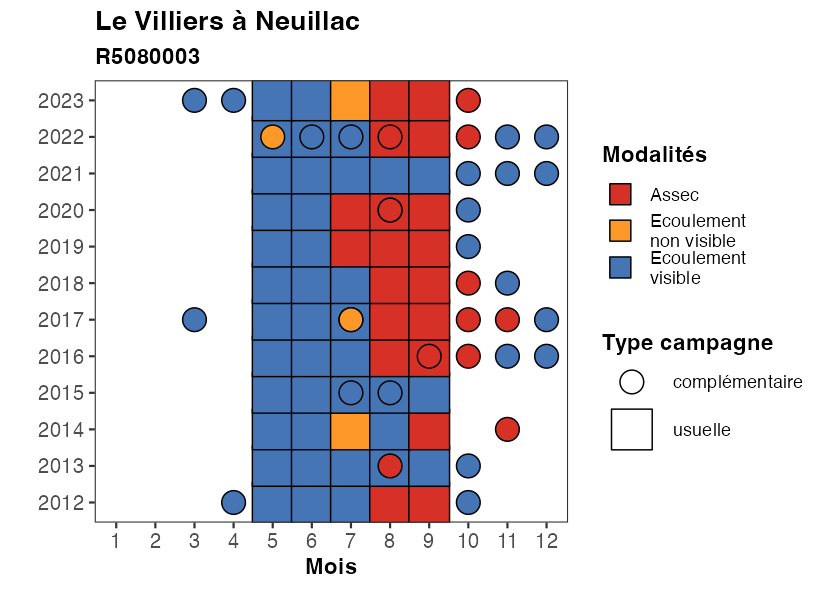 Le Villiers à Neuillac
R5080003
2023
2022
2021
2020
2019
2018
2017
2016
2015
2014
2013
2012
1 2 3 4 5 6 7 8 9 10 11 12
Mois
Modalités
Assec
Ecoulement
non visible
Ecoulement
visible
Type campagne
complémentaire
usuelle